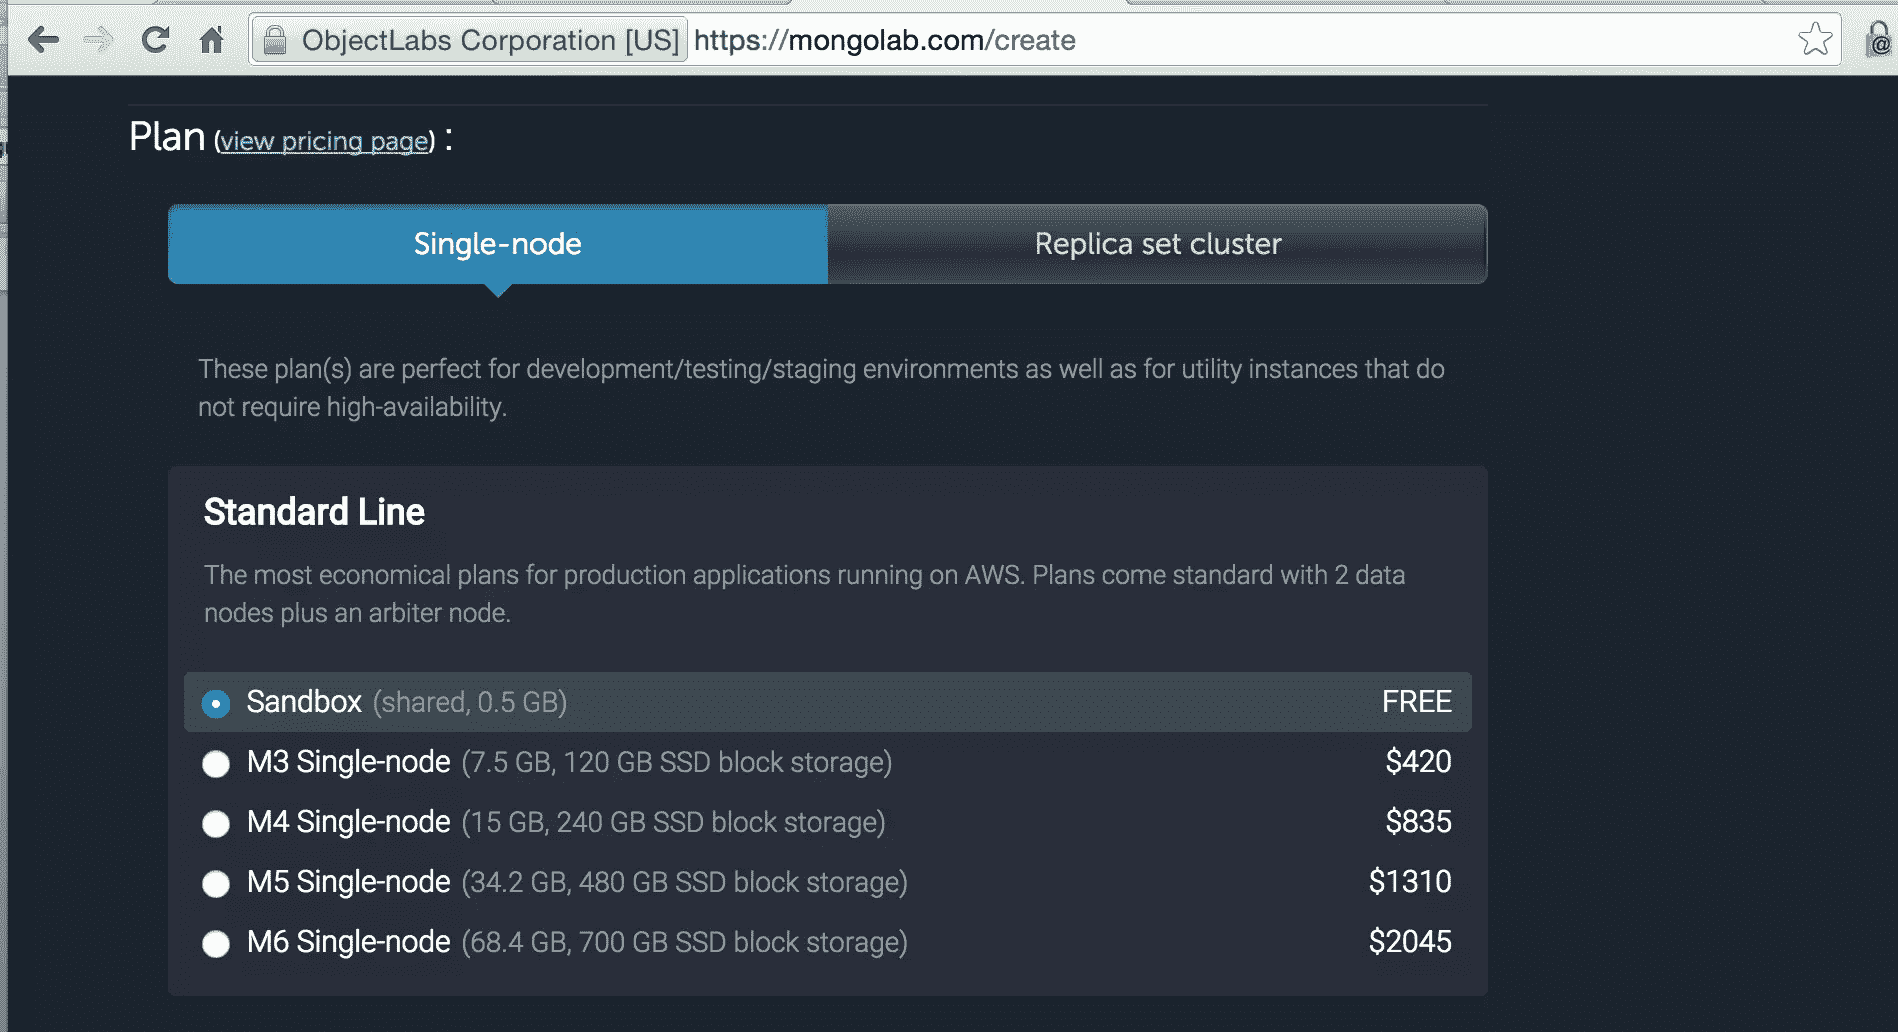 ObjectLabs Corporation [US] https://mongolab.com/create
Plan (view pricing page) :
Single-node
Replica set cluster
These plan(s) are perfect for development/testing/staging environments as well as for utility instances that do
not require high-availability.
Standard Line
The most economical plans for production applications running on AWS. Plans come standard with 2 data
nodes plus an arbiter node.
Sandbox (shared, 0.5 GB) FREE
M3 Single-node (7.5 GB, 120 GB SSD block storage) $420
M4 Single-node (15 GB, 240 GB SSD block storage) $835
M5 Single-node (34.2 GB, 480 GB SSD block storage) $1310
M6 Single-node (68.4 GB, 700 GB SSD block storage) $2045